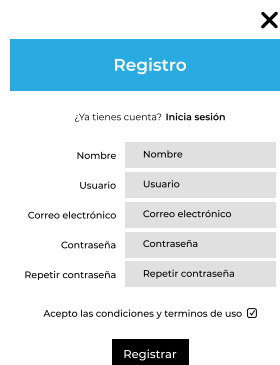 Registro
¿Ya tienes cuenta? Inicia sesión
Nombre Nombre
Usuario Usuario
Correo electrónico Correo electrónico
Contraseña Contraseña
Repetir contraseña Repetir contraseña
Acepto las condiciones y terminos de uso
Registrar